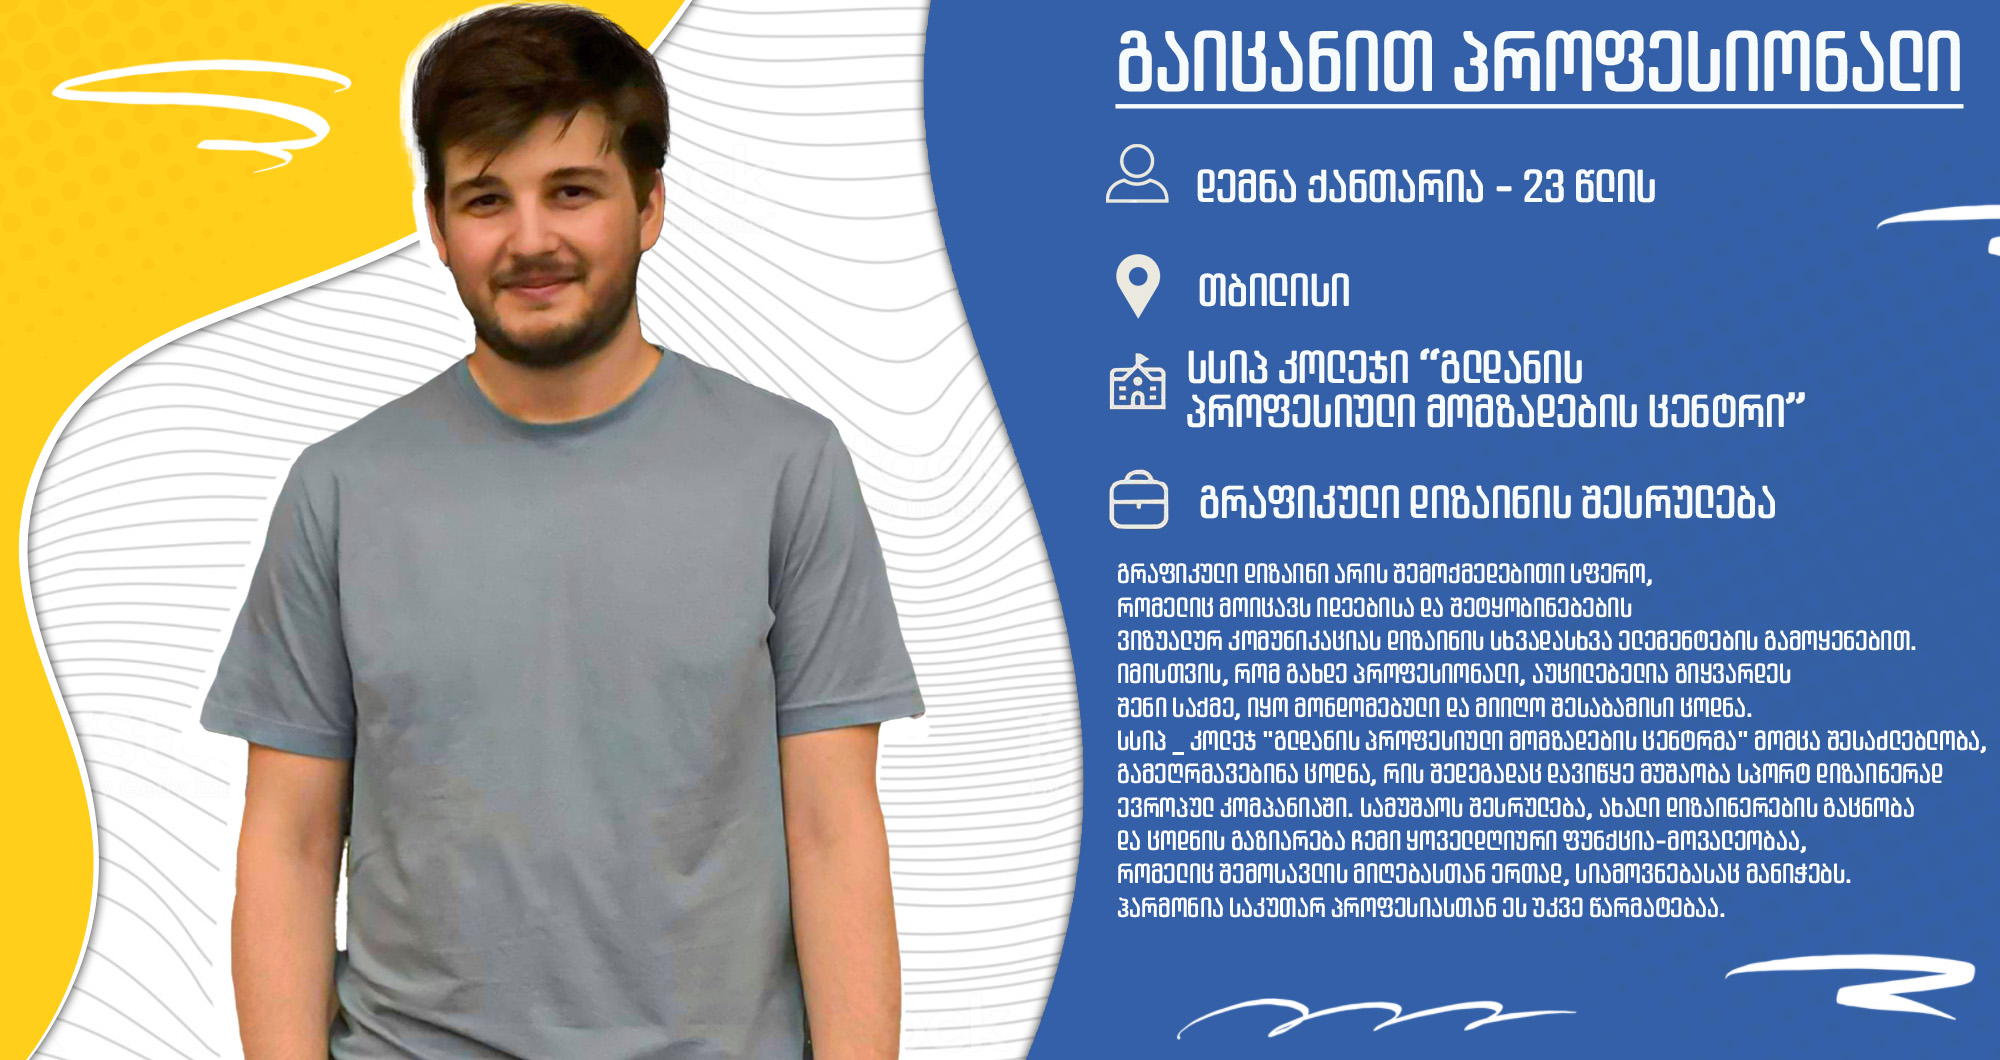 გაიცანით პროფესიონალი
დემნა ქანთარია - 23 წლის
თბილისი
სსიპ კოლეჯი “გლდანის
პროფესიული მომზადების ცენტრი”
გრაფიკული დიზაინის შესრულება
გრაფიკული დიზაინი არის შემოქმედებითი სფერო,
რომელიც მოიცავს იდეებისა და შეტყობინებების
ვიზუალურ კომუნიკაციას დიზაინის სხვადასხვა ელემენტების გამოყენებით.
იმისთვის, რომ გახდე პროფესიონალი, აუცილებელია გიყვარდეს
შენი საქმე, იყო მონდომებული და მიიღო შესაბამისი ცოდნა.
სსიპ _ კოლეჯ "გლდანის პროფესიული მომზადების ცენტრმა" მომცა შესაძლებლობა,
გამეღრმავებინა ცოდნა, რის შედეგადაც დავიწყე მუშაობა სპორტ დიზაინერად
ევროპულ კომპანიაში. სამუშაოს შესრულება, ახალი დიზაინერების გაცნობა
და ცოდნის გაზიარება ჩემი ყოველდღიური ფუნქცია-მოვალეობაა,
რომელიც შემოსავლის მიღებასთან ერთად, სიამოვნებასაც მანიჭებს.
ჰარმონია საკუთარ პროფესიასთან ეს უკვე წარმატებაა.